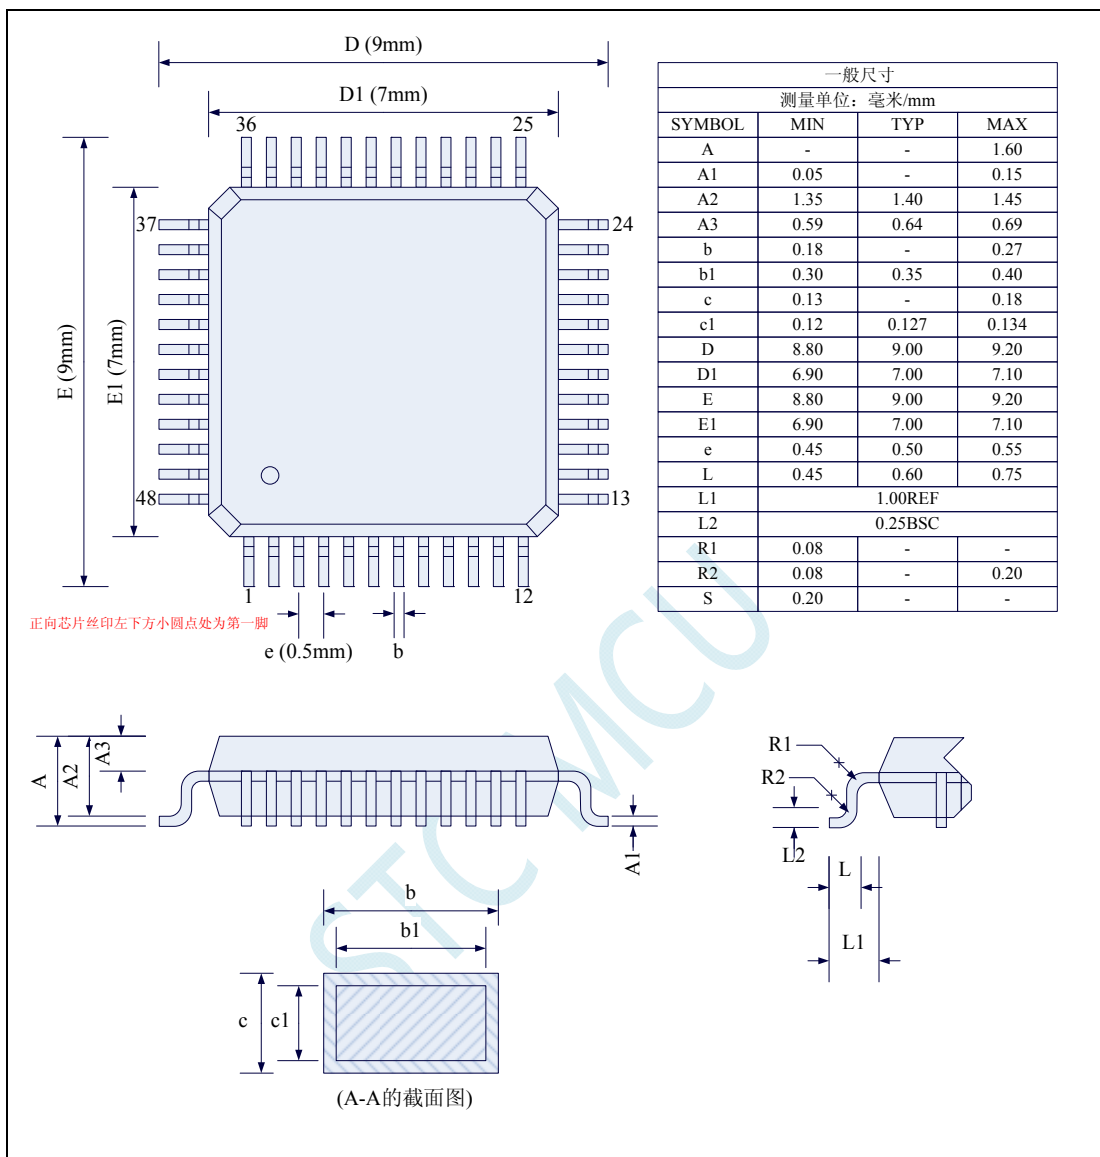 D (9mm)
D1 (7mm)
36
25
37
24
E (9mm)
E1 (7mm)
48
13
1
12
正向芯片丝印左下方小圆点处为第一脚
e (0.5mm)
b
一般尺寸
测量单位：毫米/mm
SYMBOL MIN TYP MAX
A - - 1.60
A1 0.05 - 0.15
A2 1.35 1.40 1.45
A3 0.59 0.64 0.69
b 0.18 - 0.27
b1 0.30 0.35 0.40
c 0.13 - 0.18
c1 0.12 0.127 0.134
D 8.80 9.00 9.20
D1 6.90 7.00 7.10
E 8.80 9.00 9.20
E1 6.90 7.00 7.10
e 0.45 0.50 0.55
L 0.45 0.60 0.75
L1 1.00REF
L2 0.25BSC
R1 0.08 - -
R2 0.08 - 0.20
S 0.20 - -
A
A2
A3
A1
R1
R2
L2
L
L1
b
b1
c
c1
(A-A的截面图)
STC MCU